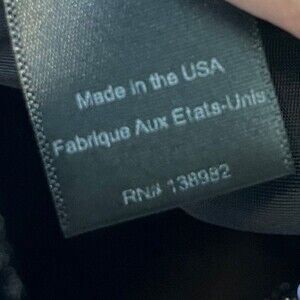 Made in the USA
Fabrique Aux Etats-Unis
RN# 138982